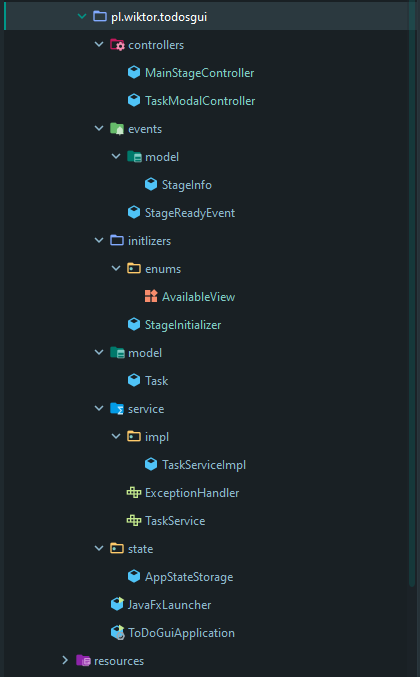 pl.wiktor.todosgui
controllers
MainStageController
TaskModalController
events
model
StageInfo
StageReadyEvent
initlizers
enums
AvailableView
StageInitializer
model
Task
service
impl
TaskServiceImpl
ExceptionHandler
TaskService
state
AppStateStorage
JavaFxLauncher
ToDoGuiApplication
resources